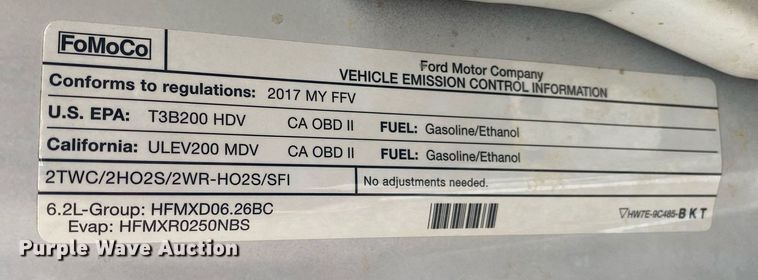 FoMoCo
Ford Motor Company
VEHICLE EMISSION CONTROL INFORMATION
Conforms to regulations: 2017 MY FFV
U.S. EPA: T3B200 HDV CA OBD II FUEL: Gasoline/Ethanol
California: ULEV200 MDV CA OBD II FUEL: Gasoline/Ethanol
2TWC/2HO2S/2WR-HO2S/SFI No adjustments needed.
6.2L-Group: HFMXD06.26BC
Evap: HFMXR0250NBS
HW7E-9C485-BKT
Purple Wave Auction